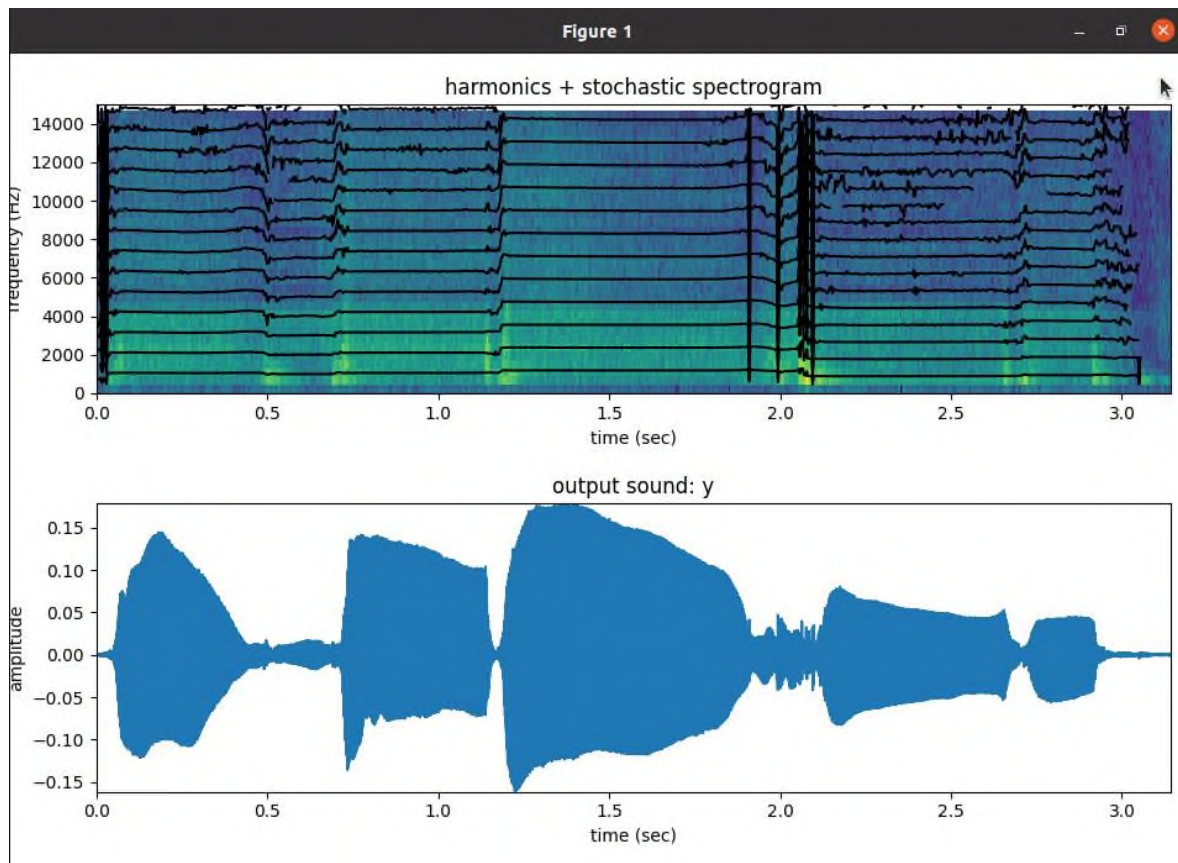 Figure 1
harmonics + stochastic spectrogram
14000
12000
10000
8000
6000
4000
2000
0
frequency (Hz)
0.0 0.5 1.0 1.5 2.0 2.5 3.0
time (sec)
output sound: y
0.15
0.10
0.05
0.00
−0.05
−0.10
−0.15
amplitude
0.0 0.5 1.0 1.5 2.0 2.5 3.0
time (sec)